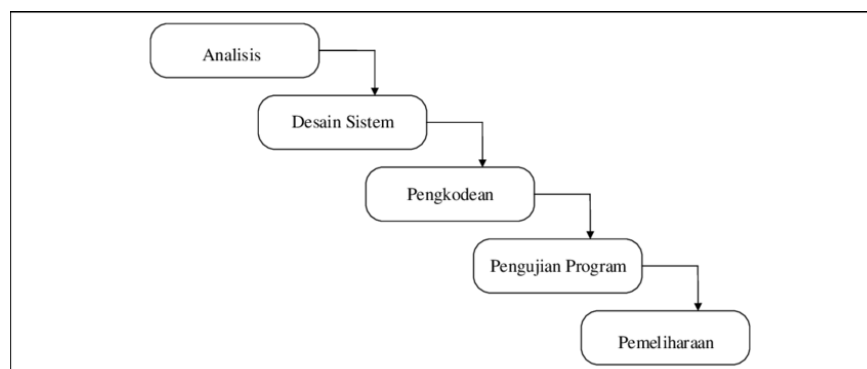 Analisis
Desain Sistem
Pengkodean
Pengujian Program
Pemeliharaan